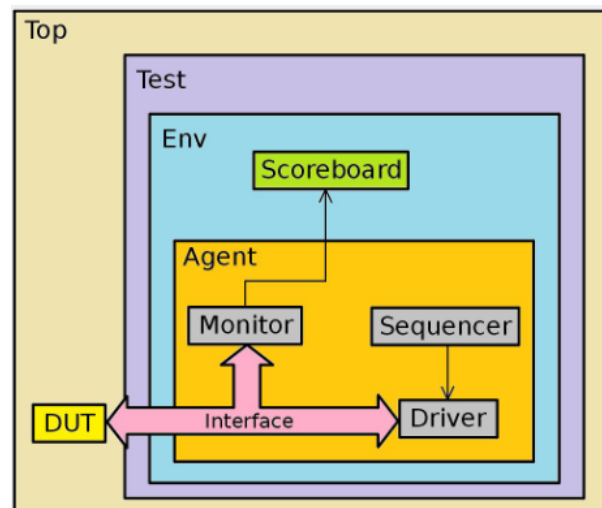 Top
Test
Env
Scoreboard
Agent
Monitor
Sequencer
DUT
Interface
Driver